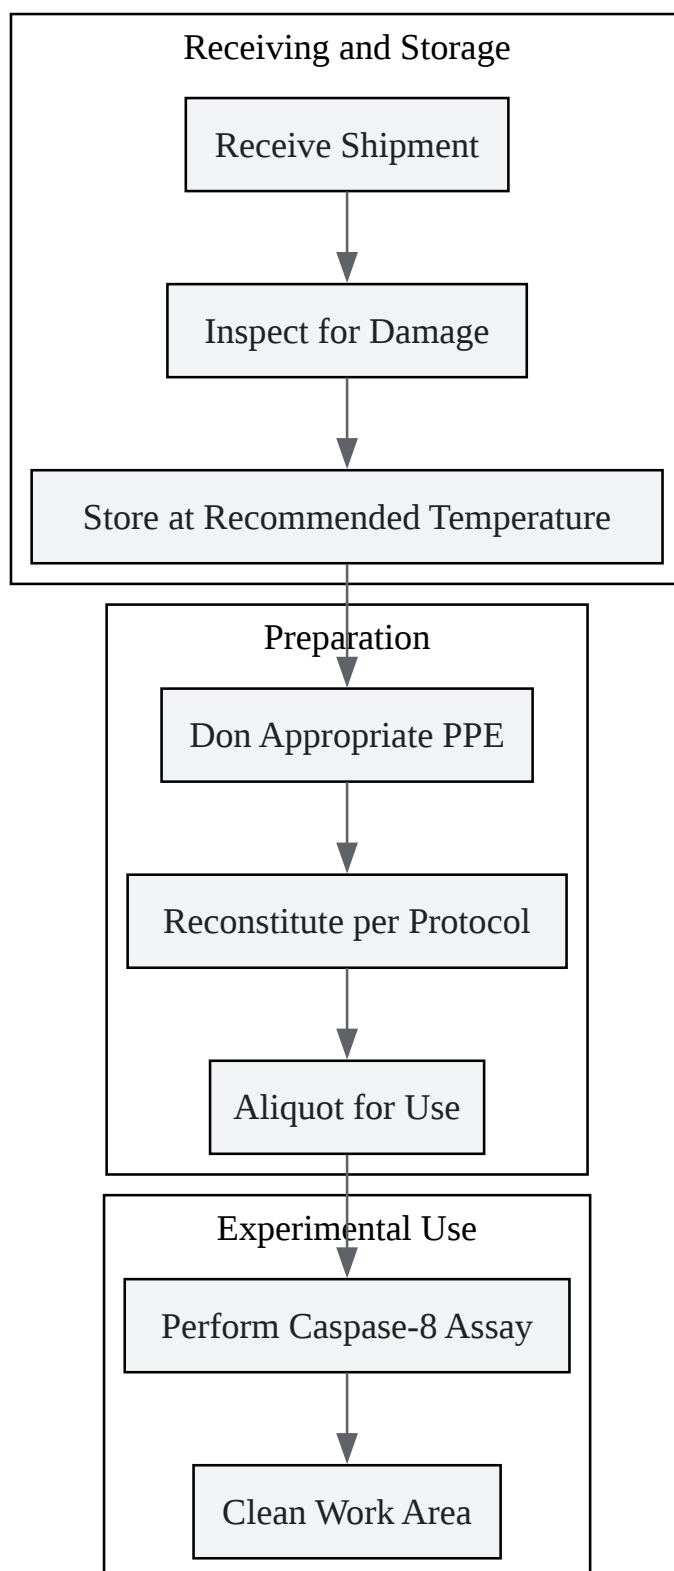 Receiving and Storage
Receive Shipment
Inspect for Damage
Store at Recommended Temperature
Preparation
Don Appropriate PPE
Reconstitute per Protocol
Aliquot for Use
Experimental Use
Perform Caspase-8 Assay
Clean Work Area